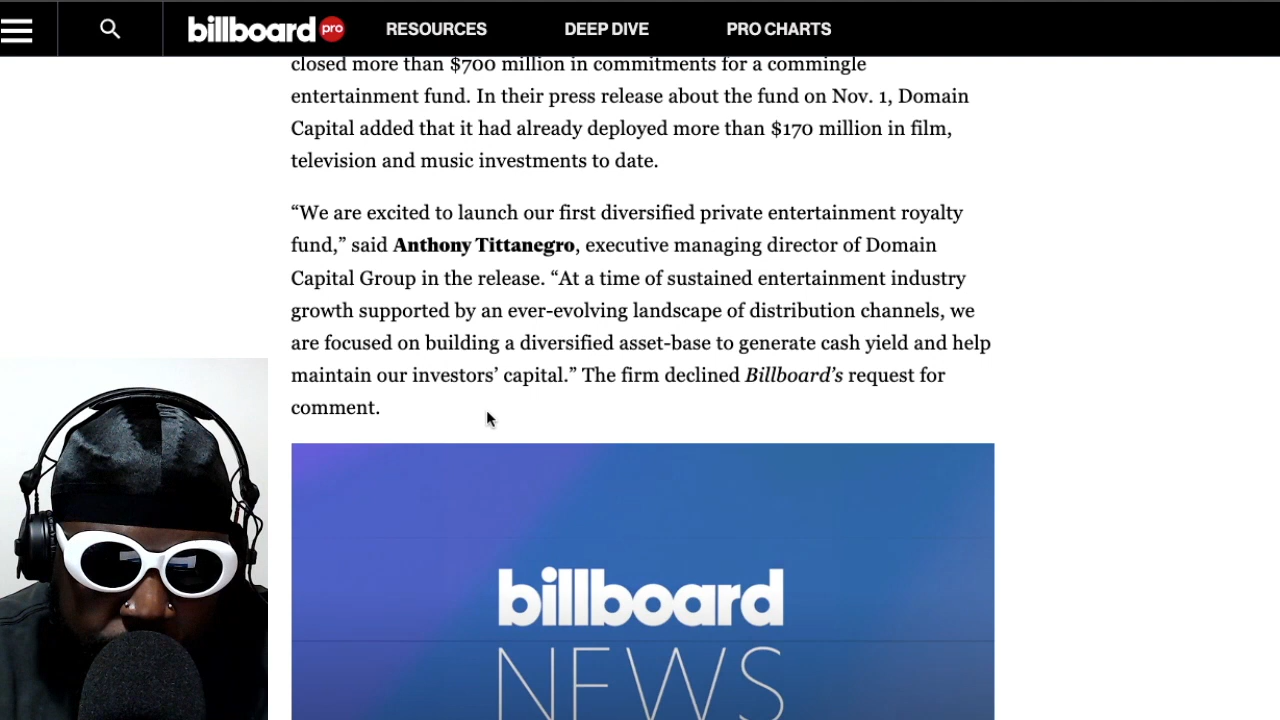 billboard pro RESOURCES DEEP DIVE PRO CHARTS
closed more than $700 million in commitments for a commingle
entertainment fund. In their press release about the fund on Nov. 1, Domain
Capital added that it had already deployed more than $170 million in film,
television and music investments to date.
“We are excited to launch our first diversified private entertainment royalty
fund,” said Anthony Tittanegro, executive managing director of Domain
Capital Group in the release. “At a time of sustained entertainment industry
growth supported by an ever-evolving landscape of distribution channels, we
are focused on building a diversified asset-base to generate cash yield and help
maintain our investors’ capital.” The firm declined Billboard’s request for
comment.
billboard
NEWS